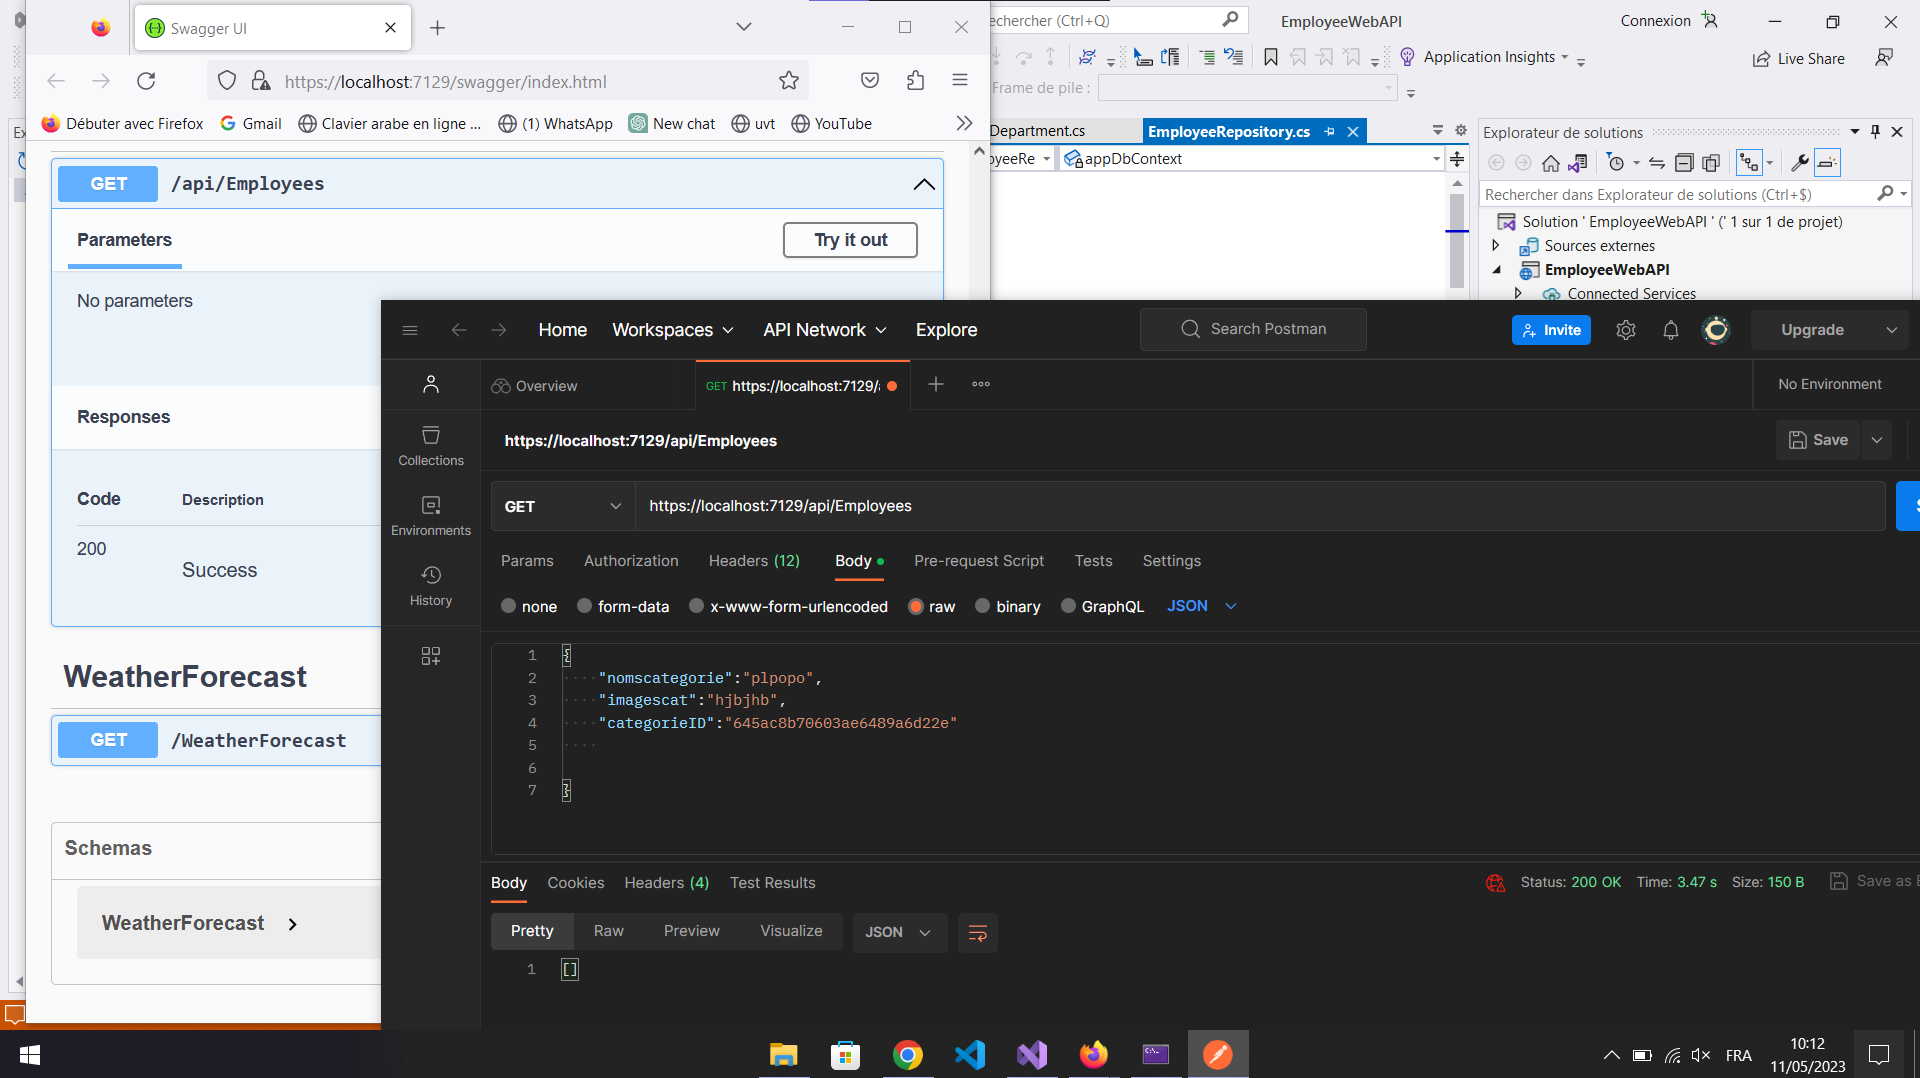 Swagger UI
https://localhost:7129/swagger/index.html
Débuter avec Firefox
Gmail
Clavier arabe en ligne ...
(1) WhatsApp
New chat
uvt
YouTube
GET
/api/Employees
Parameters
Try it out
No parameters
Responses
Code
Description
200
Success
WeatherForecast
GET
/WeatherForecast
Schemas
WeatherForecast
echercher (Ctrl+Q)
EmployeeWebAPI
Connexion
Application Insights
Live Share
Frame de pile :
Department.cs
EmployeeRepository.cs
oyeeRe
appDbContext
Explorateur de solutions
Rechercher dans Explorateur de solutions (Ctrl+$)
Solution ' EmployeeWebAPI ' (' 1 sur 1 de projet)
Sources externes
EmployeeWebAPI
Connected Services
Home
Workspaces
API Network
Explore
Search Postman
Invite
Upgrade
Overview
GET https://localhost:7129/
No Environment
https://localhost:7129/api/Employees
Save
Collections
Environments
History
GET
https://localhost:7129/api/Employees
Params
Authorization
Headers (12)
Body
Pre-request Script
Tests
Settings
none
form-data
x-www-form-urlencoded
raw
binary
GraphQL
JSON
1 {
2 "nomscategorie":"plpopo",
3 "imagescat":"hjbjhb",
4 "categorieID":"645ac8b70603ae6489a6d22e"
5
6
7 }
Body
Cookies
Headers (4)
Test Results
Status: 200 OK
Time: 3.47 s
Size: 150 B
Save as
Pretty
Raw
Preview
Visualize
JSON
1 []
FRA
10:12
11/05/2023